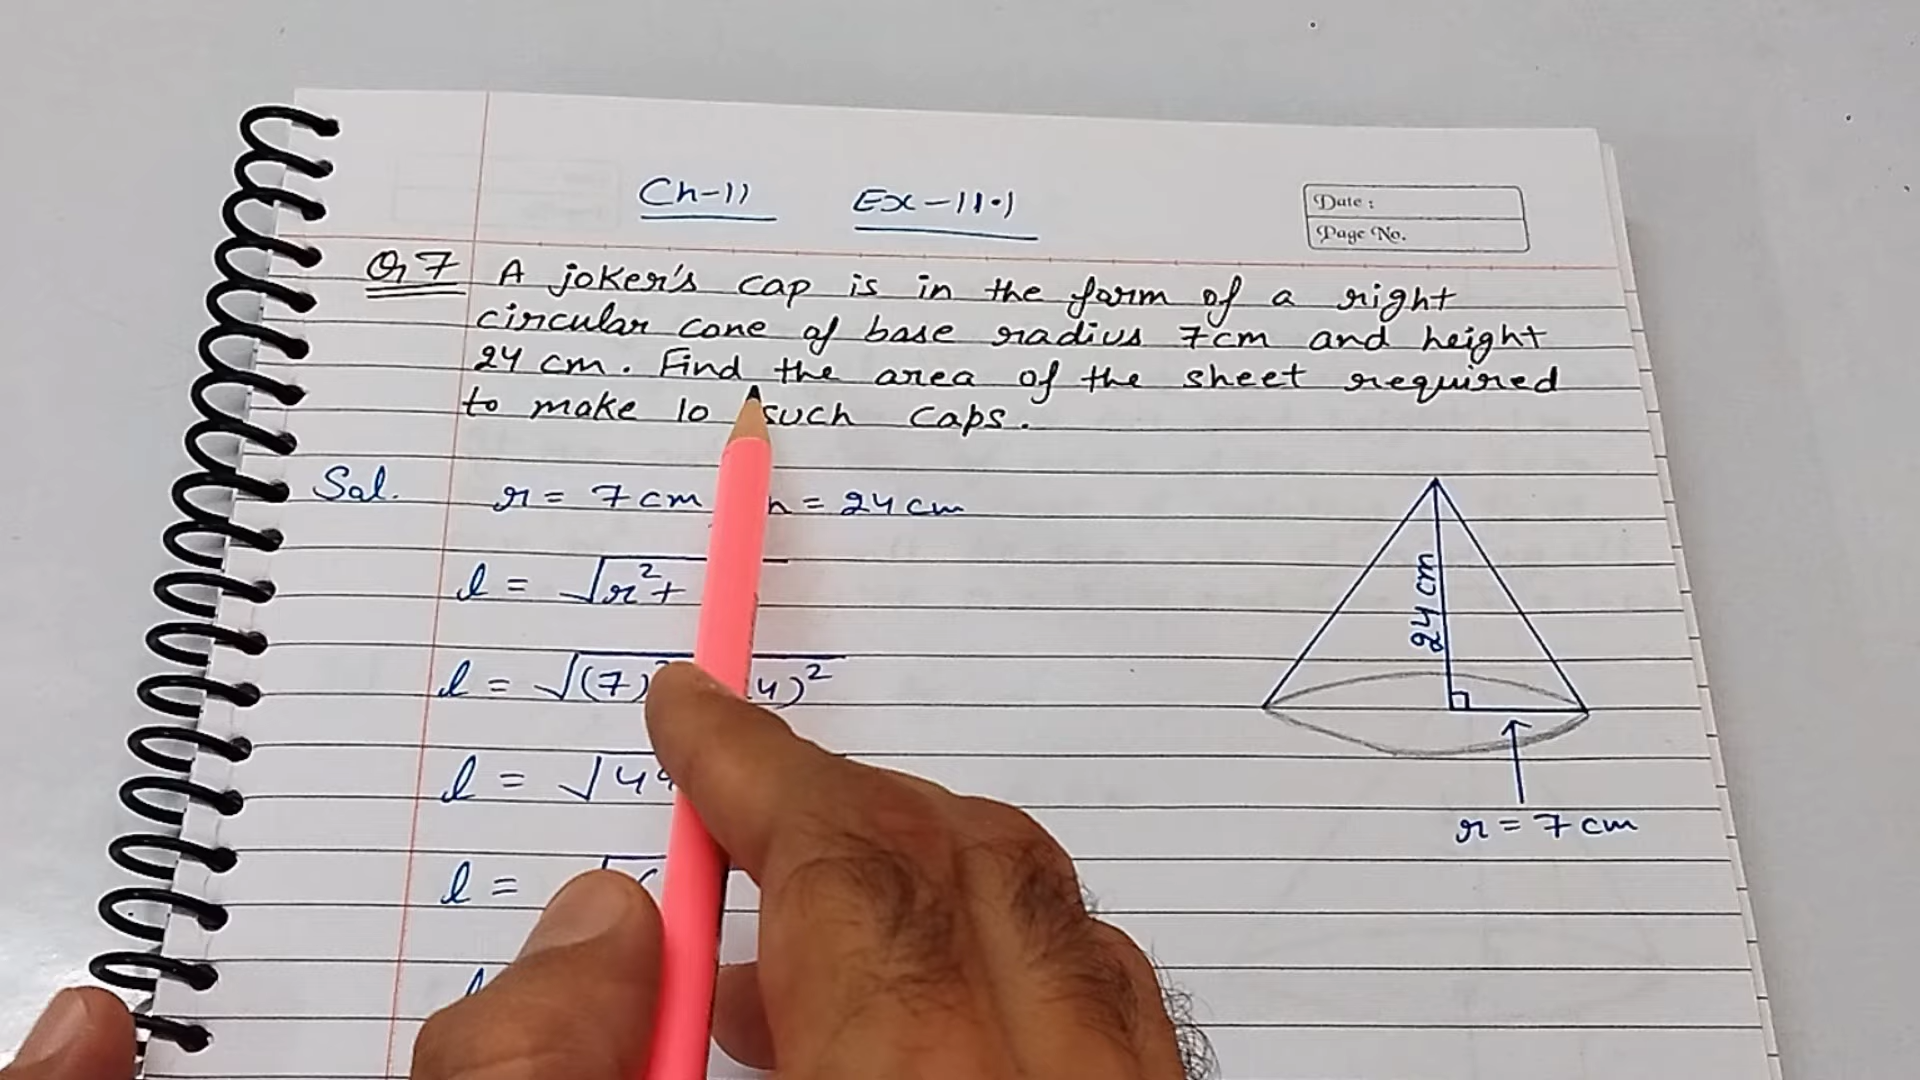 Ch-11 Ex-11.1
Date :
Page No.
Q7 A joker's cap is in the form of a right
circular cone of base radius 7cm and height
24 cm. Find the area of the sheet required
to make 10 such caps.
Sol. r = 7 cm h = 24 cm
l = √r²+
l = √(7) 4)²
l = √4
l = √
l
24 cm
r = 7 cm